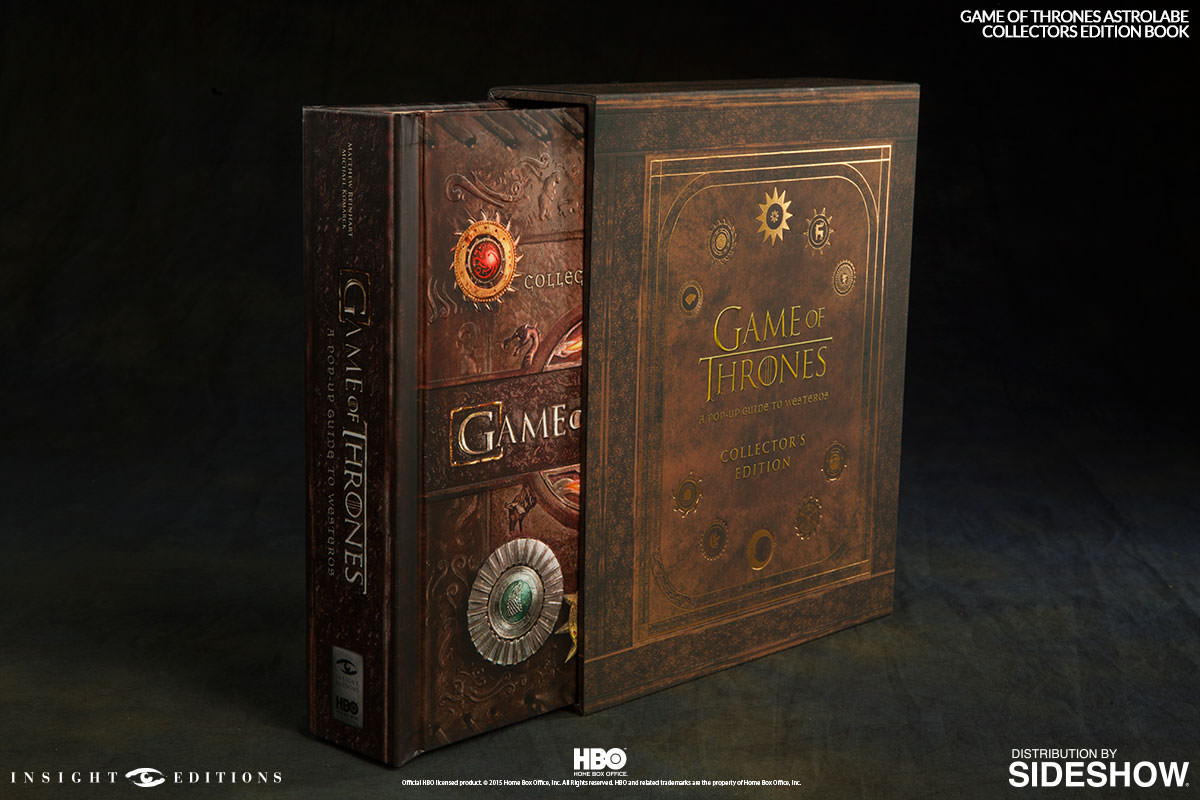 GAME OF THRONES ASTROLABE
COLLECTORS EDITION BOOK
MATTHEW REINHART
MICHAEL KOMARCK
GAME OF THRONES
A POP-UP GUIDE TO WESTEROS
HBO
COLLEC
GAME O
GAME OF
THRONES
A POP-UP GUIDE TO WESTEROS
COLLECTOR'S
EDITION
INSIGHT EDITIONS
HBO
HOME BOX OFFICE
Official HBO licensed product. © 2015 Home Box Office, Inc. All Rights reserved. HBO and related trademarks are the property of Home Box Office, Inc.
DISTRIBUTION BY
SIDESHOW